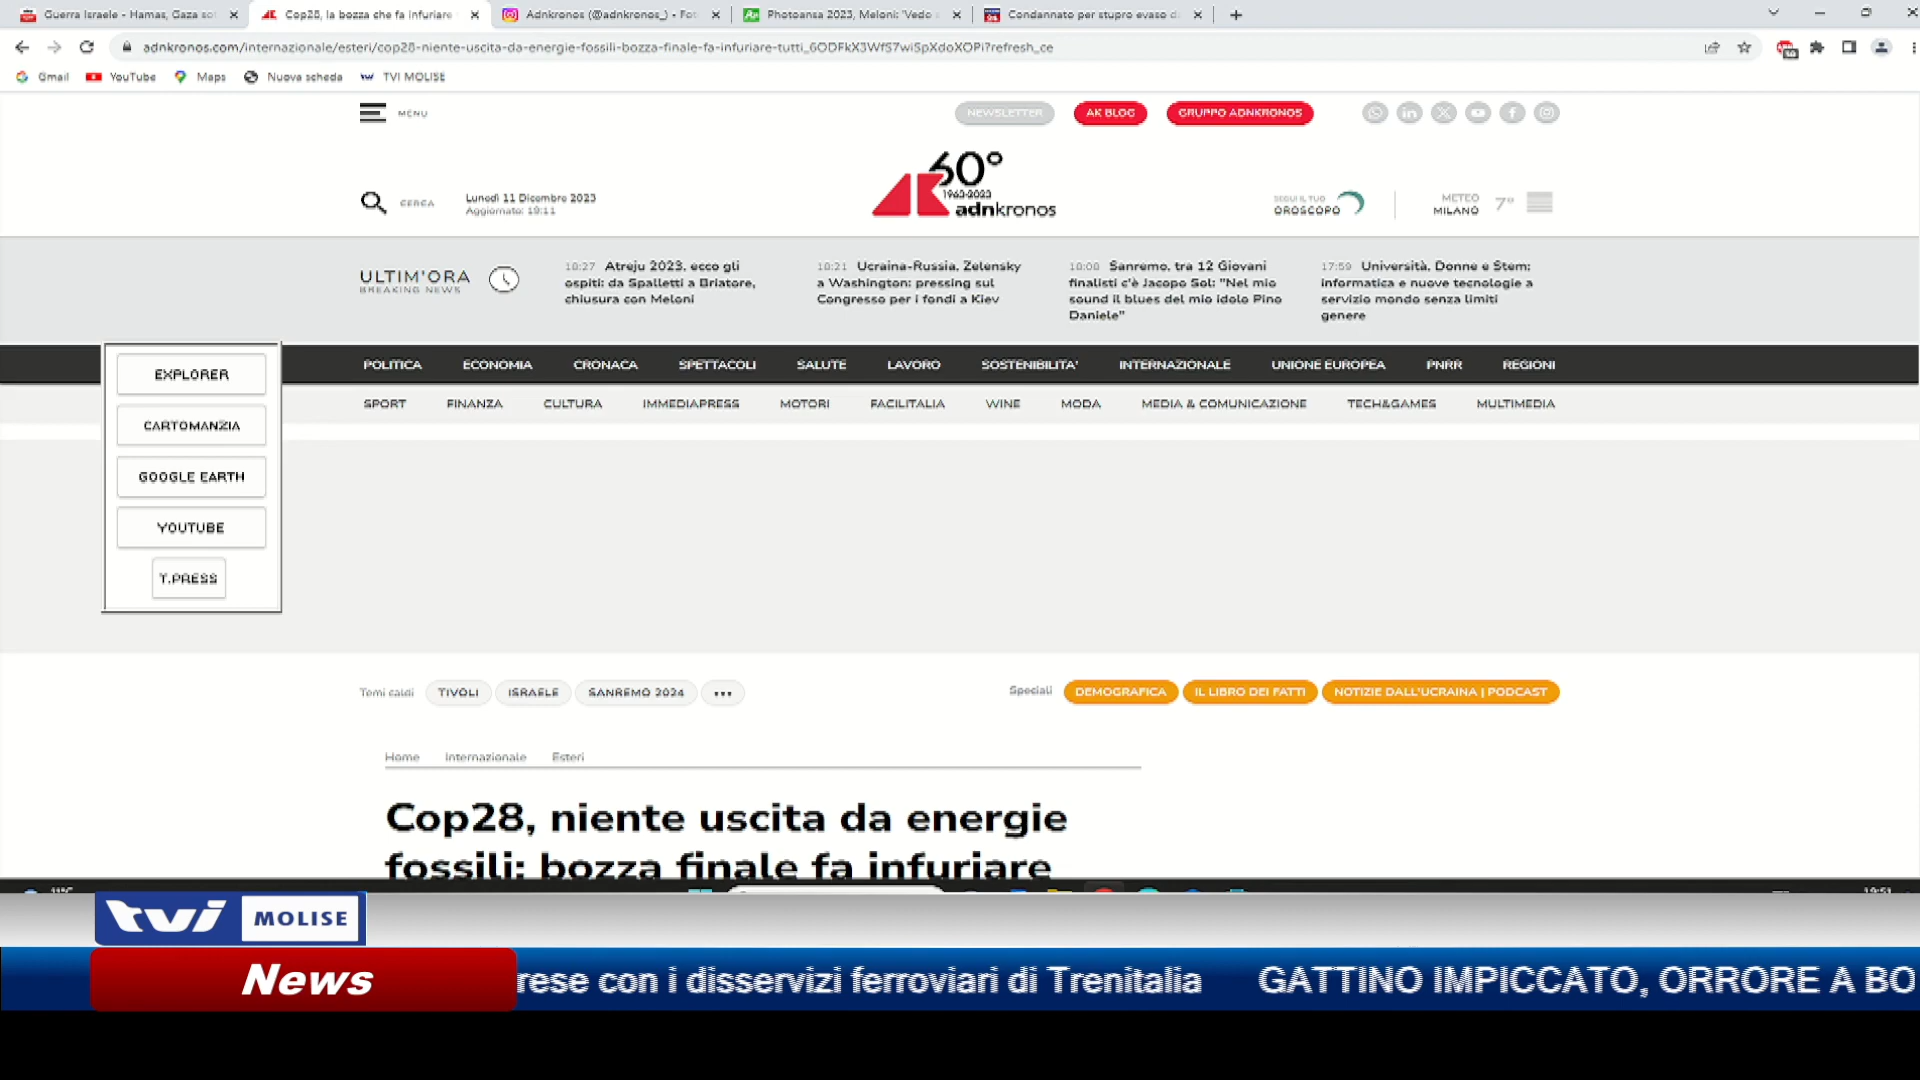 Guerra Israele - Hamas, Gaza so
Cop28, la bozza che fa infuriare
Adnkronos (@adnkronos_) • Fot
Photoansa 2023, Meloni: 'Vedo
Condannato per stupro evaso d
adnkronos.com/internazionale/esteri/cop28-niente-uscita-da-energie-fossili-bozza-finale-fa-infuriare-tutti_6ODFkX3WfS7wiSpXdoXOPi?refresh_ce
Gmail YouTube Maps Nuova scheda TVI MOLISE
MENU
NEWSLETTER AK BLOG GRUPPO ADNKRONOS
60°
1963-2023
adnkronos
CERCA
Lunedì 11 Dicembre 2023
Aggiornato: 19:11
SEGUI IL TUO
OROSCOPO
METEO
MILANO
7°
ULTIM'ORA
BREAKING NEWS
18:27 Atreju 2023, ecco gli
ospiti: da Spalletti a Briatore,
chiusura con Meloni
18:21 Ucraina-Russia, Zelensky
a Washington: pressing sul
Congresso per i fondi a Kiev
18:00 Sanremo, tra 12 Giovani
finalisti c'è Jacopo Sol: "Nel mio
sound il blues del mio idolo Pino
Daniele"
17:59 Università, Donne e Stem:
informatica e nuove tecnologie a
servizio mondo senza limiti
genere
POLITICA ECONOMIA CRONACA SPETTACOLI SALUTE LAVORO SOSTENIBILITA' INTERNAZIONALE UNIONE EUROPEA PNRR REGIONI
SPORT FINANZA CULTURA IMMEDIAPRESS MOTORI FACILITALIA WINE MODA MEDIA & COMUNICAZIONE TECH&GAMES MULTIMEDIA
EXPLORER
CARTOMANZIA
GOOGLE EARTH
YOUTUBE
T.PRESS
Temi caldi TIVOLI ISRAELE SANREMO 2024 •••
Speciali DEMOGRAFICA IL LIBRO DEI FATTI NOTIZIE DALL'UCRAINA | PODCAST
Home Internazionale Esteri
Cop28, niente uscita da energie
fossili: bozza finale fa infuriare
11°C
19:51
tvi MOLISE
News
rese con i disservizi ferroviari di Trenitalia GATTINO IMPICCATO, ORRORE A BO